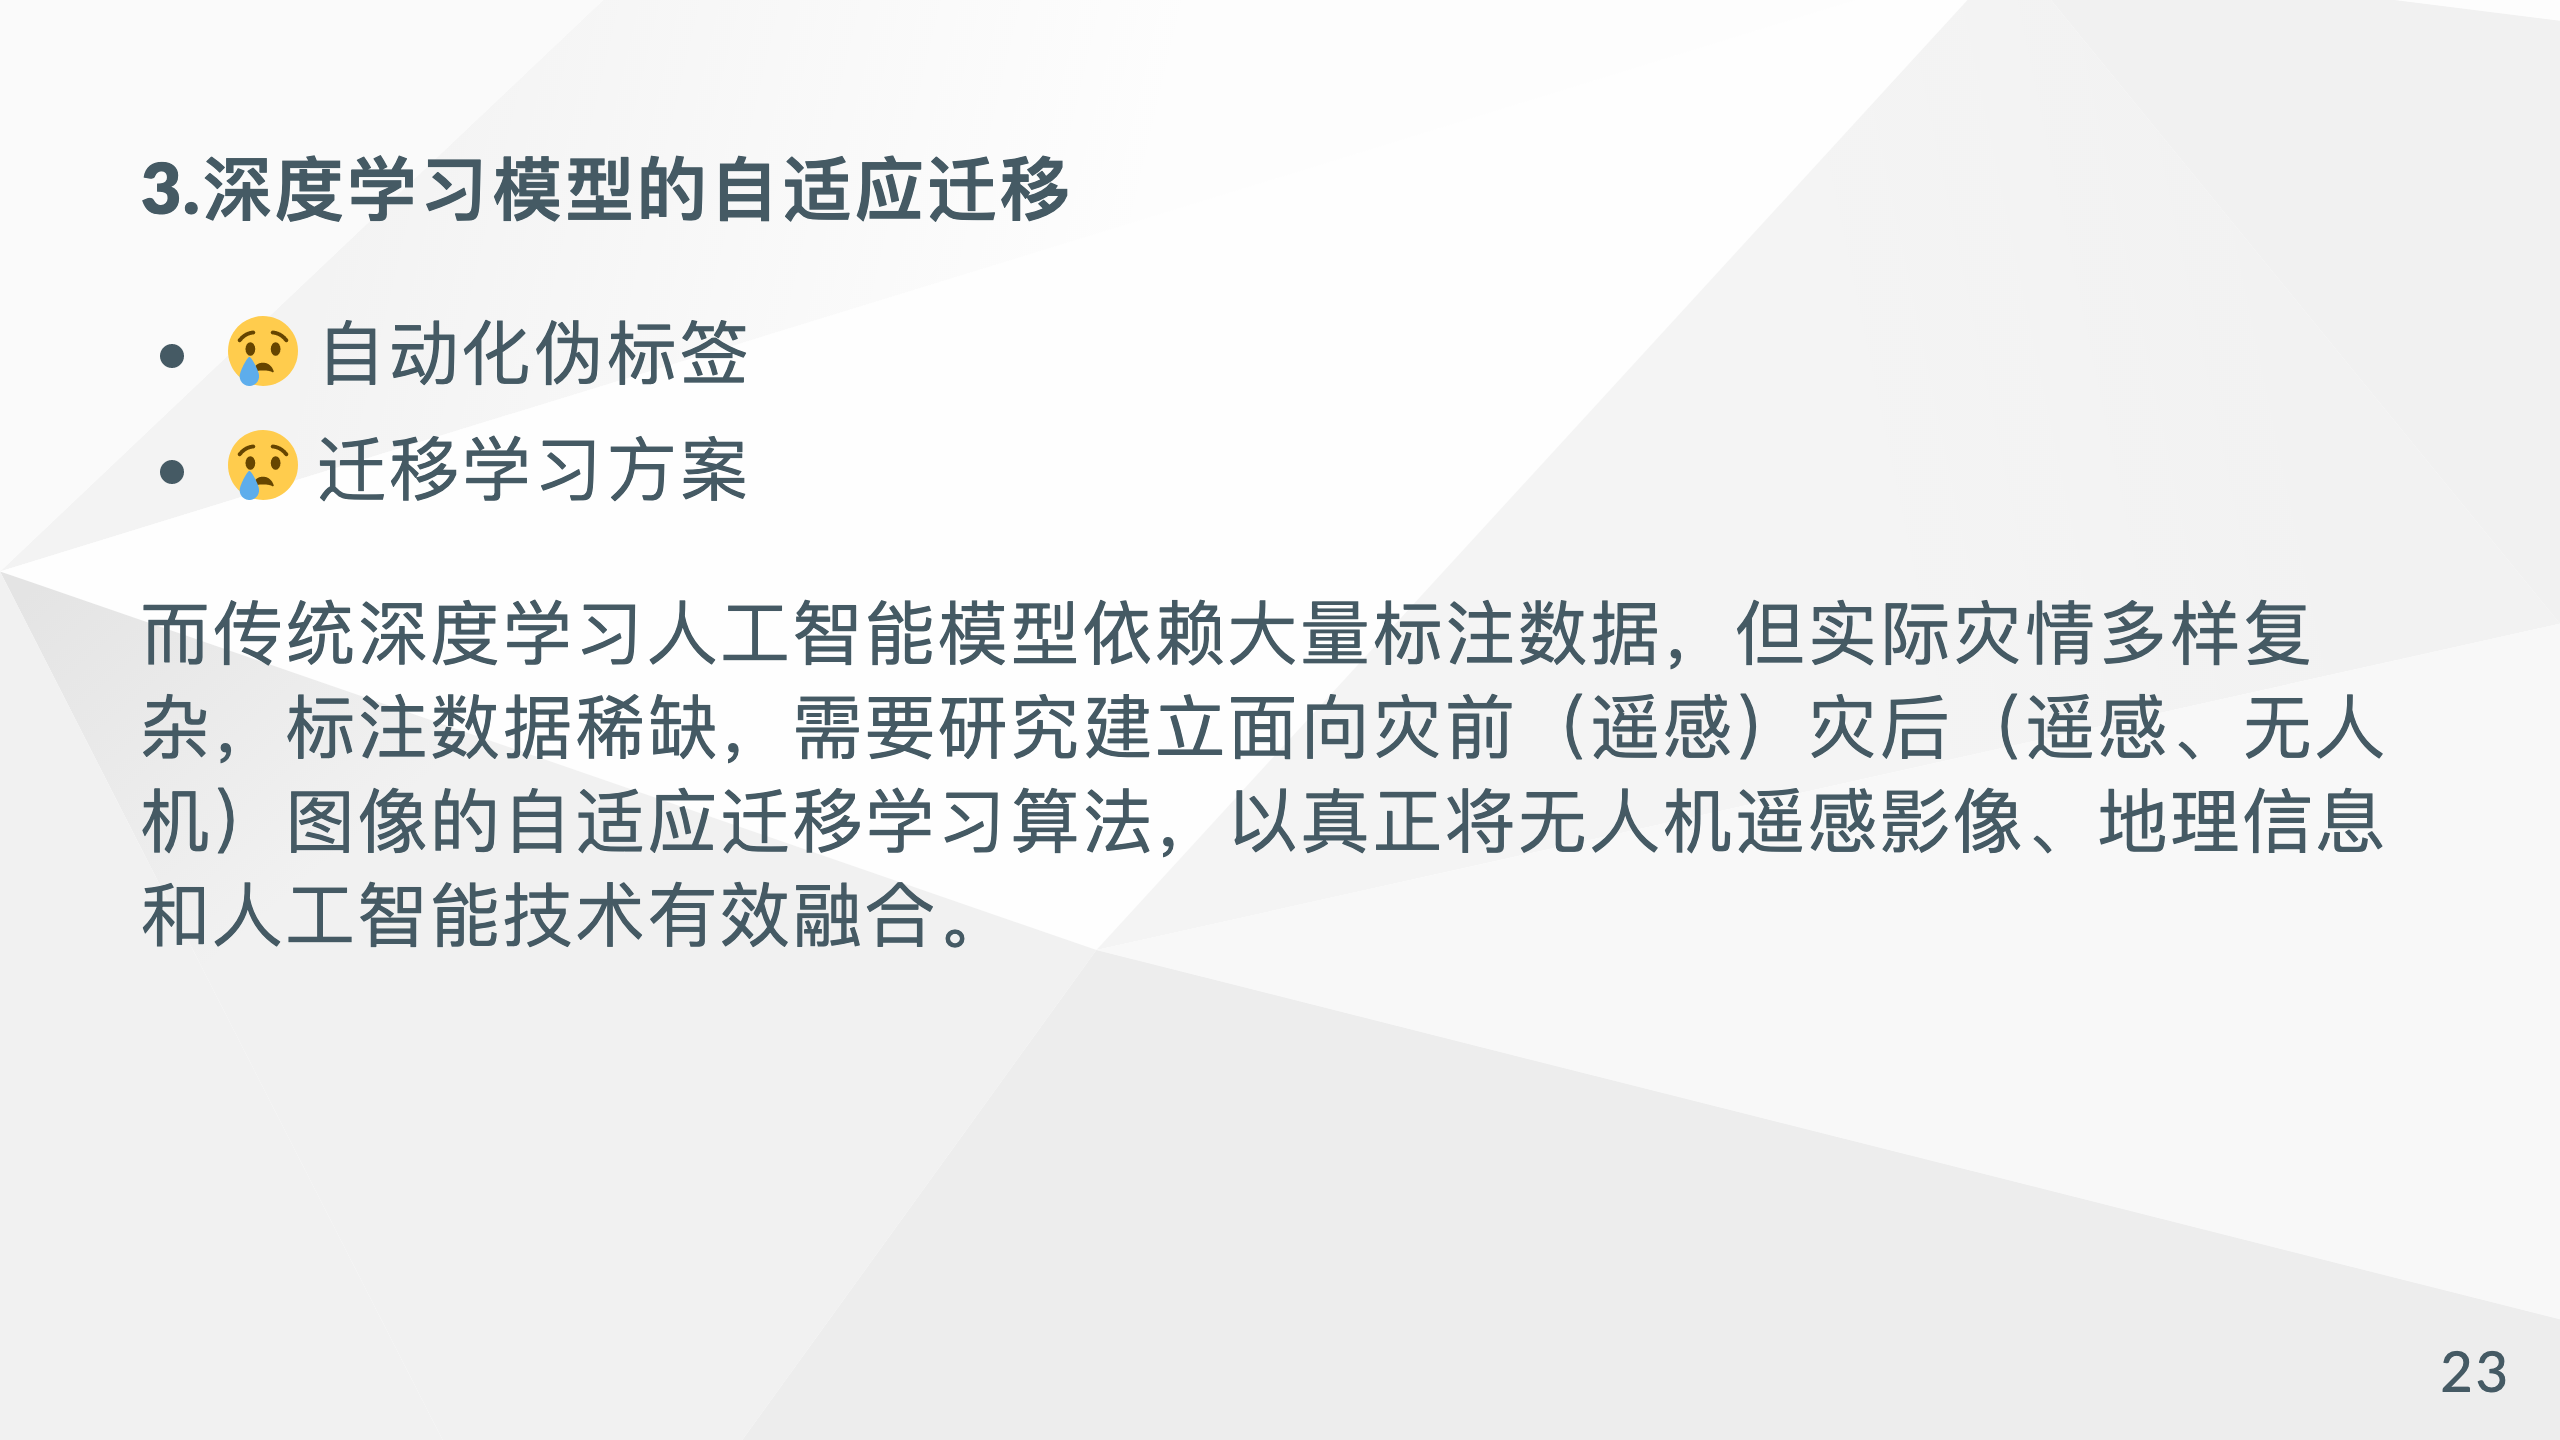 3.深度学习模型的自适应迁移
• 😢 自动化伪标签
• 😢 迁移学习方案
而传统深度学习人工智能模型依赖大量标注数据，但实际灾情多样复
杂，标注数据稀缺，需要研究建立面向灾前（遥感）灾后（遥感、无人
机）图像的自适应迁移学习算法，以真正将无人机遥感影像、地理信息
和人工智能技术有效融合。
23